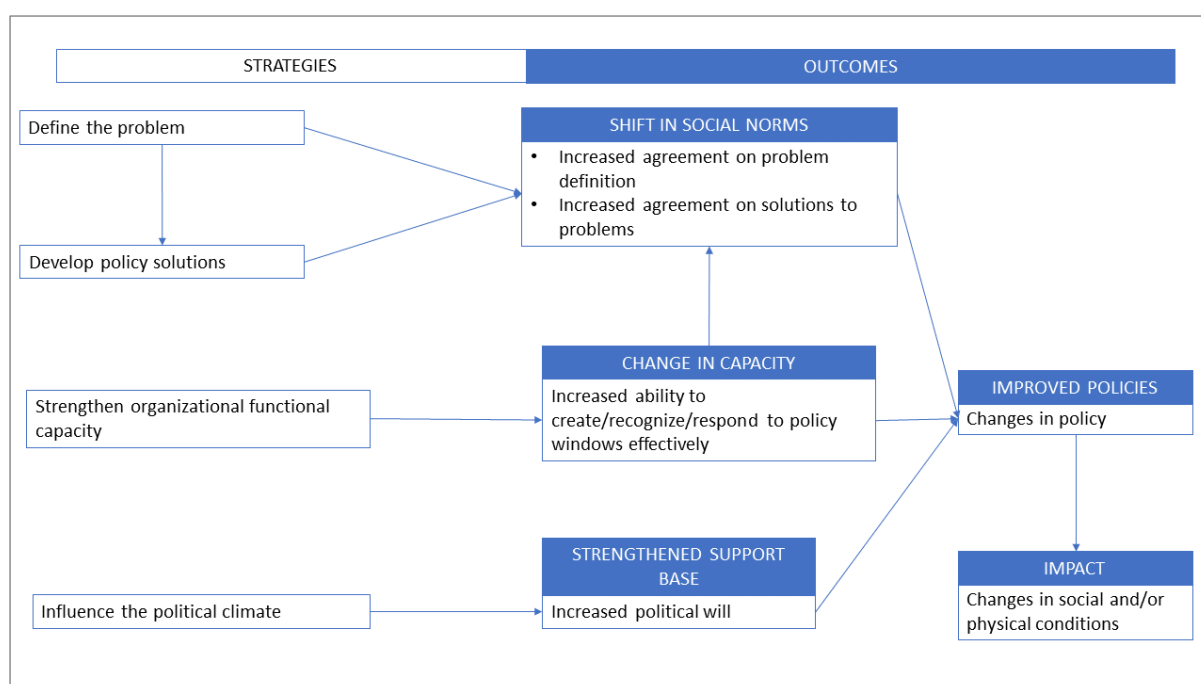 STRATEGIES
OUTCOMES
Define the problem
Develop policy solutions
SHIFT IN SOCIAL NORMS
• Increased agreement on problem
definition
• Increased agreement on solutions to
problems
Strengthen organizational functional
capacity
CHANGE IN CAPACITY
Increased ability to
create/recognize/respond to policy
windows effectively
IMPROVED POLICIES
Changes in policy
Influence the political climate
STRENGTHENED SUPPORT
BASE
Increased political will
IMPACT
Changes in social and/or
physical conditions